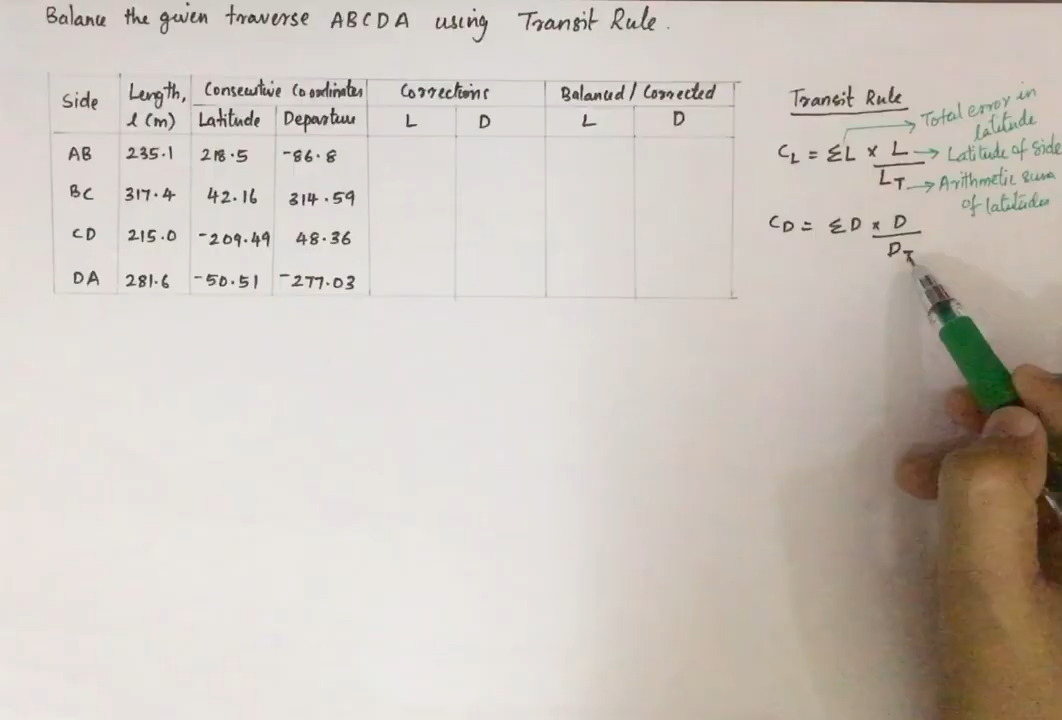 Balance the given traverse ABCDA using Transit Rule.
Side Length, l (m) Consecutive Coordinates Corrections Balanced / Corrected
Latitude Departure L D L D
AB 235.1 218.5 -86.8
BC 317.4 42.16 314.59
CD 215.0 -209.49 48.36
DA 281.6 -50.51 -277.03
Transit Rule
Total error in latitude
CL = ΣL × L / LT
Latitude of side
Arithmetic sum of latitudes
CD = ΣD × D / DT